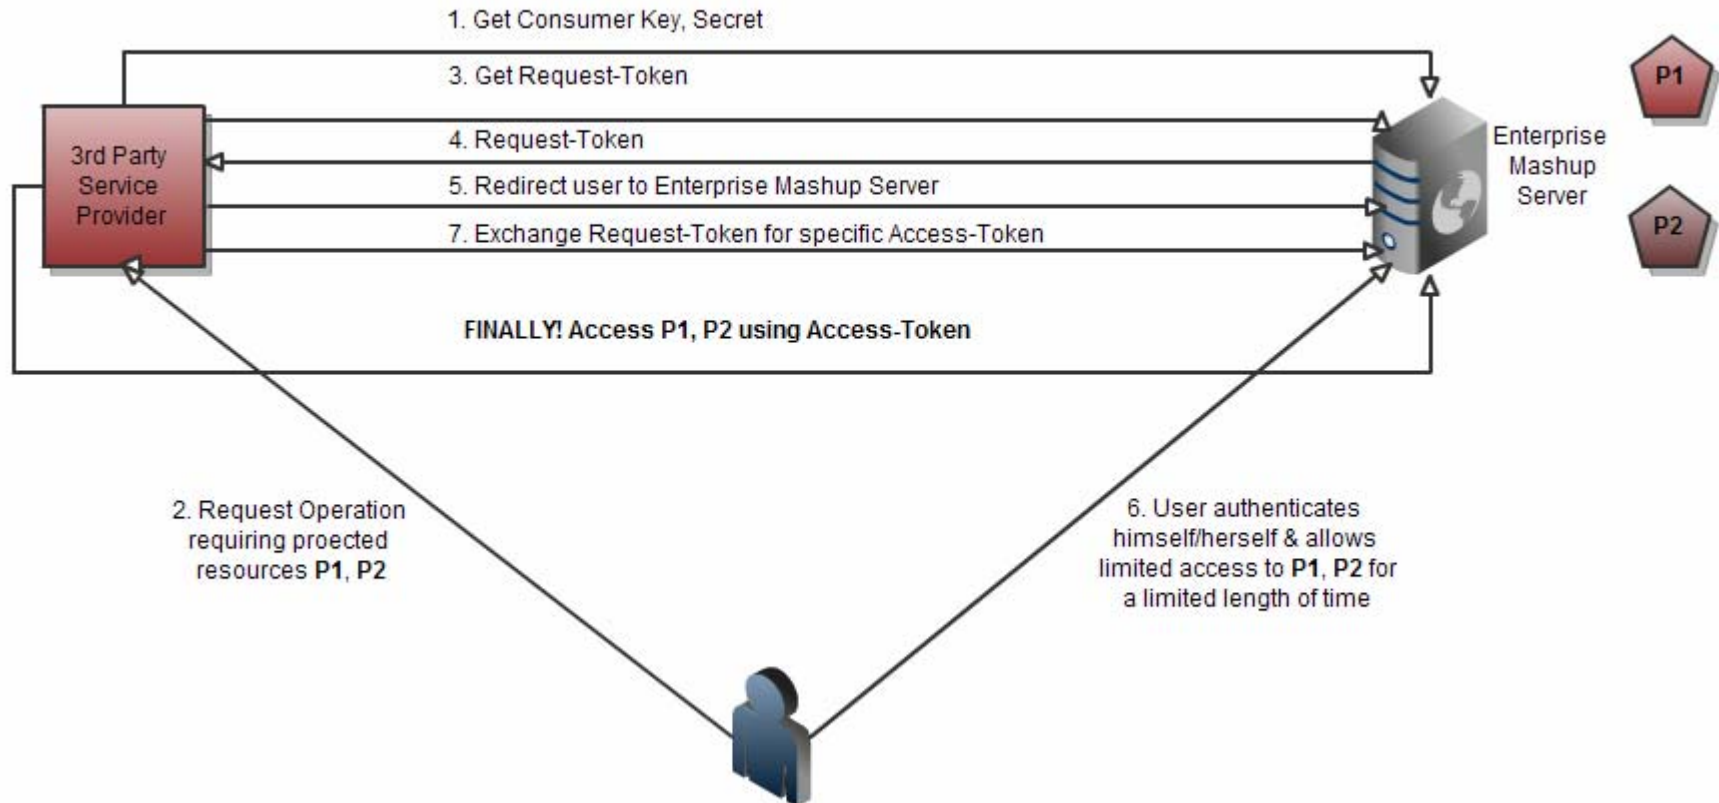 1. Get Consumer Key, Secret
3. Get Request-Token
4. Request-Token
5. Redirect user to Enterprise Mashup Server
7. Exchange Request-Token for specific Access-Token
3rd Party
Service
Provider
Enterprise
Mashup
Server
P1
P2
FINALLY! Access P1, P2 using Access-Token
2. Request Operation
requiring proected
resources P1, P2
6. User authenticates
himself/herself & allows
limited access to P1, P2 for
a limited length of time